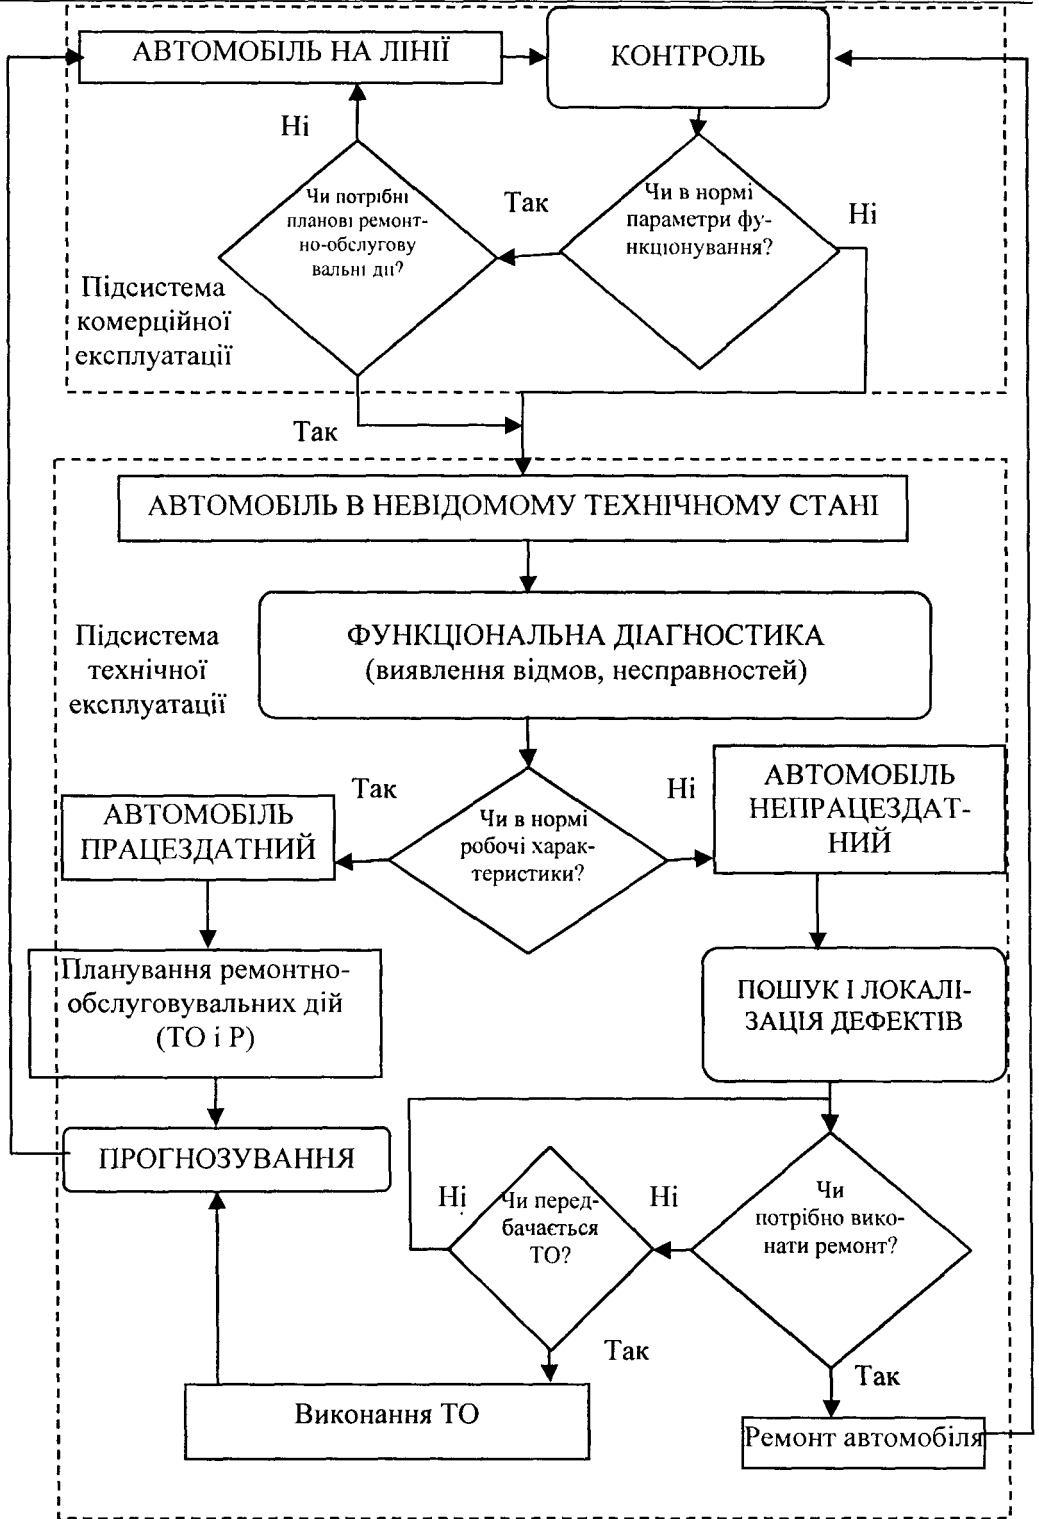 АВТОМОБІЛЬ НА ЛІНІЇ
КОНТРОЛЬ
Ні
Чи потрібні
планові ремонт-
но-обслугову
вальні дії?
Так
Чи в нормі
параметри фу-
нкціонування?
Ні
Підсистема
комерційної
експлуатації
Так
АВТОМОБІЛЬ В НЕВІДОМОМУ ТЕХНІЧНОМУ СТАНІ
Підсистема
технічної
експлуатації
ФУНКЦІОНАЛЬНА ДІАГНОСТИКА
(виявлення відмов, несправностей)
Так
Ні
АВТОМОБІЛЬ
ПРАЦЕЗДАТНИЙ
Чи в нормі
робочі харак-
теристики?
АВТОМОБІЛЬ
НЕПРАЦЕЗДАТ-
НИЙ
Планування ремонтно-
обслуговувальних дій
(ТО і Р)
ПОШУК І ЛОКАЛІ-
ЗАЦІЯ ДЕФЕКТІВ
ПРОГНОЗУВАННЯ
Ні
Чи перед-
бачається
ТО?
Ні
Чи
потрібно вико-
нати ремонт?
Так
Так
Виконання ТО
Ремонт автомобіля